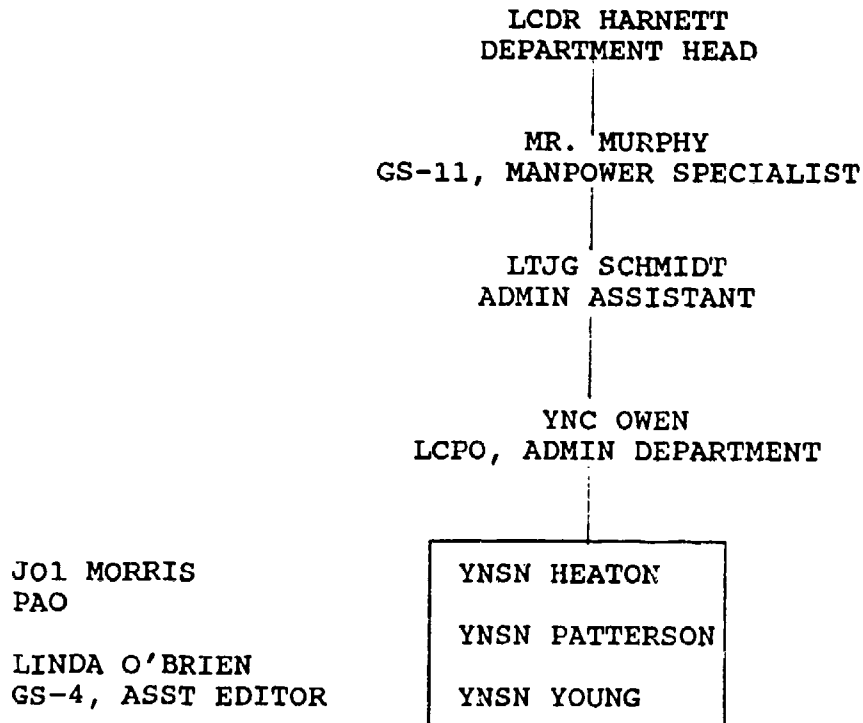 LCDR HARNETT
DEPARTMENT HEAD
MR. MURPHY
GS-11, MANPOWER SPECIALIST
LTJG SCHMIDT
ADMIN ASSISTANT
YNC OWEN
LCPO, ADMIN DEPARTMENT
JO1 MORRIS
PAO
LINDA O'BRIEN
GS-4, ASST EDITOR
YNSN HEATON
YNSN PATTERSON
YNSN YOUNG